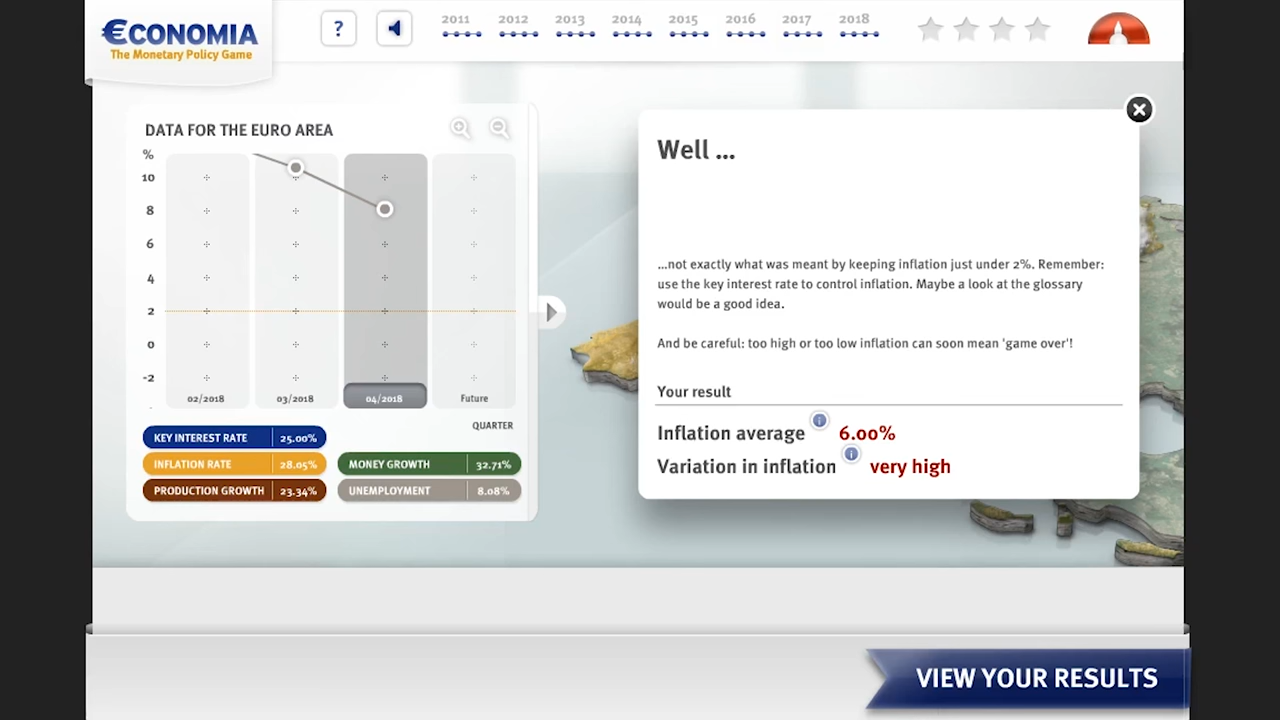 €CONOMIA
The Monetary Policy Game
?
2011 2012 2013 2014 2015 2016 2017 2018
DATA FOR THE EURO AREA
%
10
8
6
4
2
0
-2
02/2018 03/2018 04/2018 Future
QUARTER
KEY INTEREST RATE 25.00%
INFLATION RATE 28.05% MONEY GROWTH 32.71%
PRODUCTION GROWTH 23.34% UNEMPLOYMENT 8.08%
Well ...
...not exactly what was meant by keeping inflation just under 2%. Remember:
use the key interest rate to control inflation. Maybe a look at the glossary
would be a good idea.
And be careful: too high or too low inflation can soon mean 'game over'!
Your result
Inflation average i 6.00%
Variation in inflation i very high
VIEW YOUR RESULTS